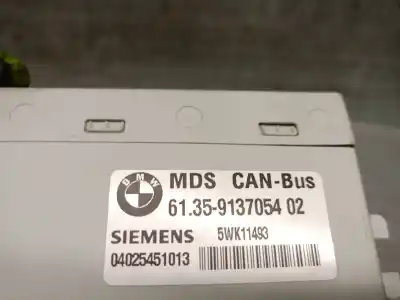 BMW
MDS CAN-Bus
61.35-9137054 02
SIEMENS 5WK11493
04025451013